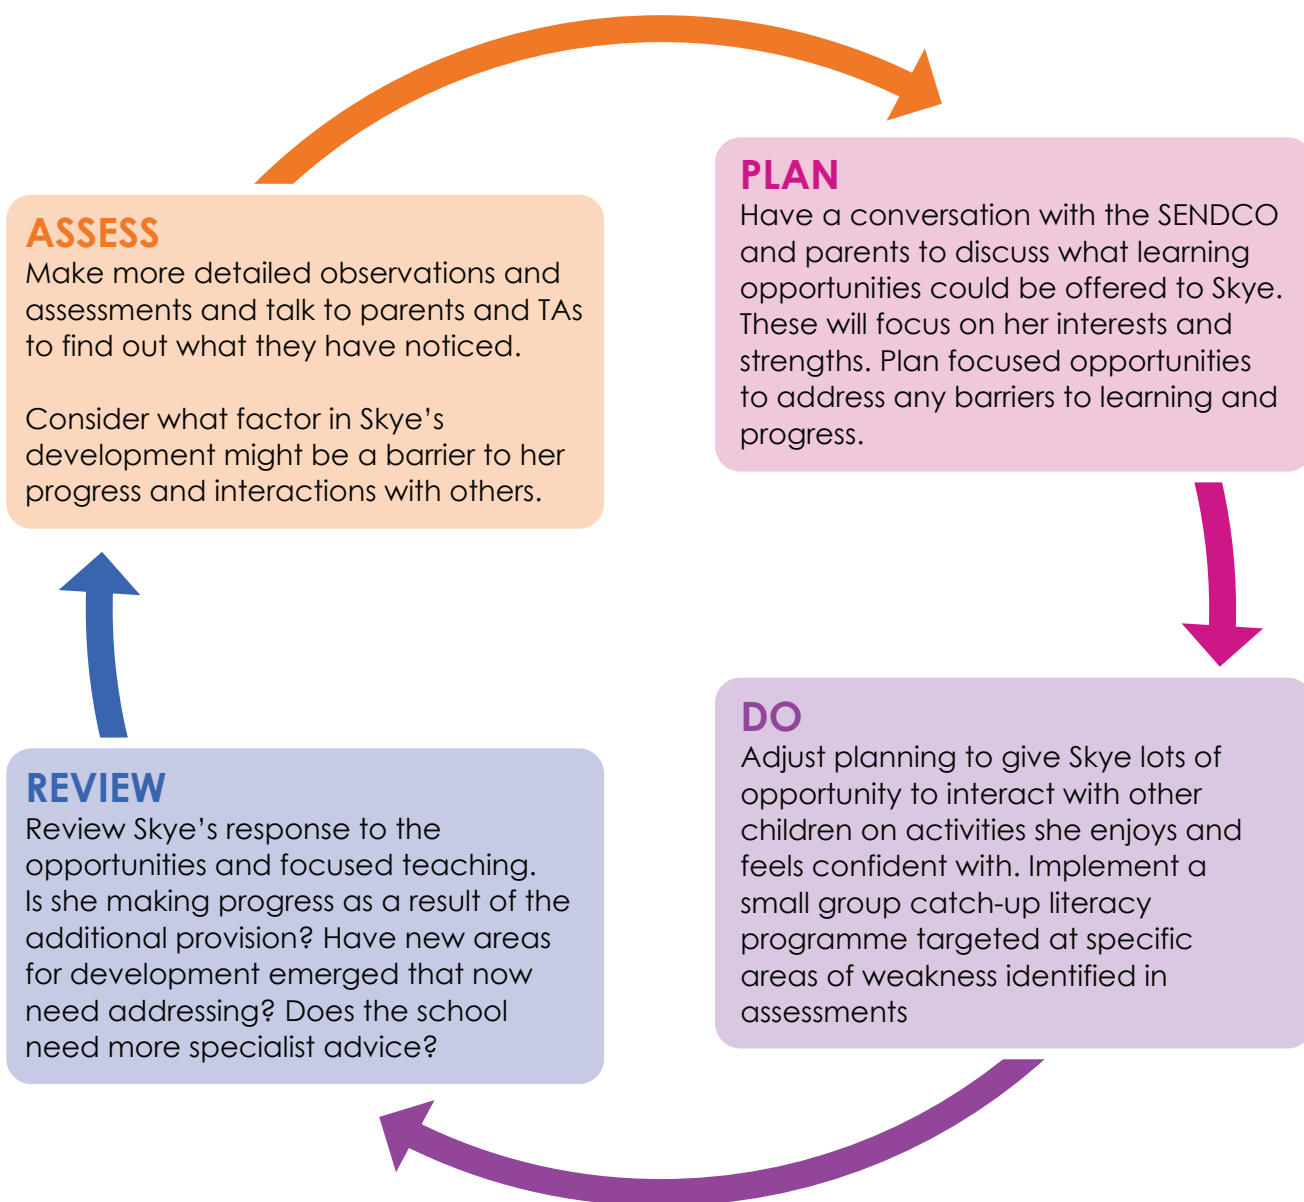 ASSESS
Make more detailed observations and
assessments and talk to parents and TAs
to find out what they have noticed.
Consider what factor in Skye’s
development might be a barrier to her
progress and interactions with others.
PLAN
Have a conversation with the SENDCO
and parents to discuss what learning
opportunities could be offered to Skye.
These will focus on her interests and
strengths. Plan focused opportunities
to address any barriers to learning and
progress.
DO
Adjust planning to give Skye lots of
opportunity to interact with other
children on activities she enjoys and
feels confident with. Implement a
small group catch-up literacy
programme targeted at specific
areas of weakness identified in
assessments
REVIEW
Review Skye’s response to the
opportunities and focused teaching.
Is she making progress as a result of the
additional provision? Have new areas
for development emerged that now
need addressing? Does the school
need more specialist advice?